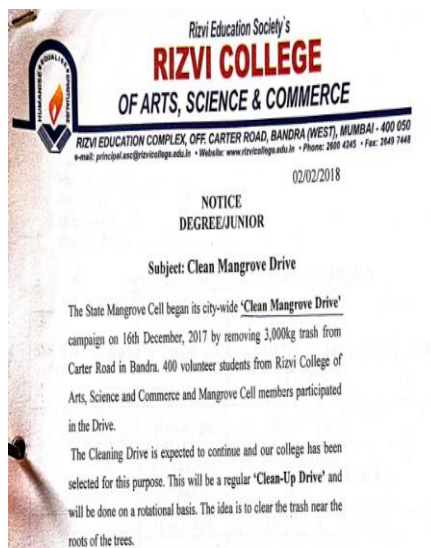 Rizvi Education Society`s
RIZVI COLLEGE
OF ARTS, SCIENCE & COMMERCE
HUMANISE • EQUALISE • SPIRITUALISE
RIZVI EDUCATION COMPLEX, OFF. CARTER ROAD, BANDRA (WEST), MUMBAI - 400 050
e-mail: principal.asc@rizvicollege.edu.in • Website: www.rizvicollege.edu.in • Phone: 2600 4245 • Fax: 2649 7448
02/02/2018
NOTICE
DEGREE/JUNIOR
Subject: Clean Mangrove Drive
The State Mangrove Cell began its city-wide ‘Clean Mangrove Drive’
campaign on 16th December, 2017 by removing 3,000kg trash from
Carter Road in Bandra. 400 volunteer students from Rizvi College of
Arts, Science and Commerce and Mangrove Cell members participated
in the Drive.
The Cleaning Drive is expected to continue and our college has been
selected for this purpose. This will be a regular ‘Clean-Up Drive’ and
will be done on a rotational basis. The idea is to clear the trash near the
roots of the trees.